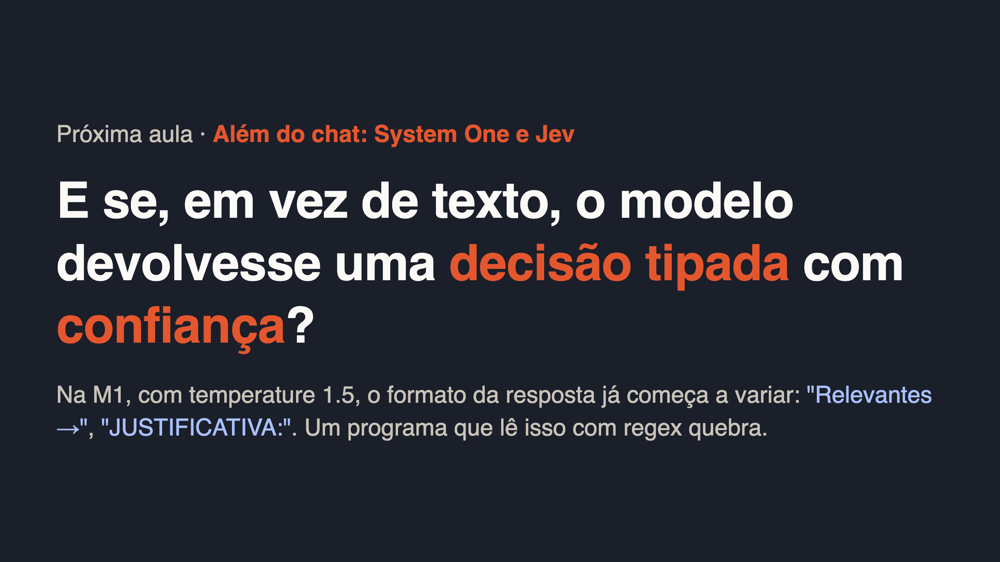 Próxima aula · Além do chat: System One e Jev
E se, em vez de texto, o modelo
devolvesse uma decisão tipada com
confiança?
Na M1, com temperature 1.5, o formato da resposta já começa a variar: "Relevantes
→", "JUSTIFICATIVA:". Um programa que lê isso com regex quebra.